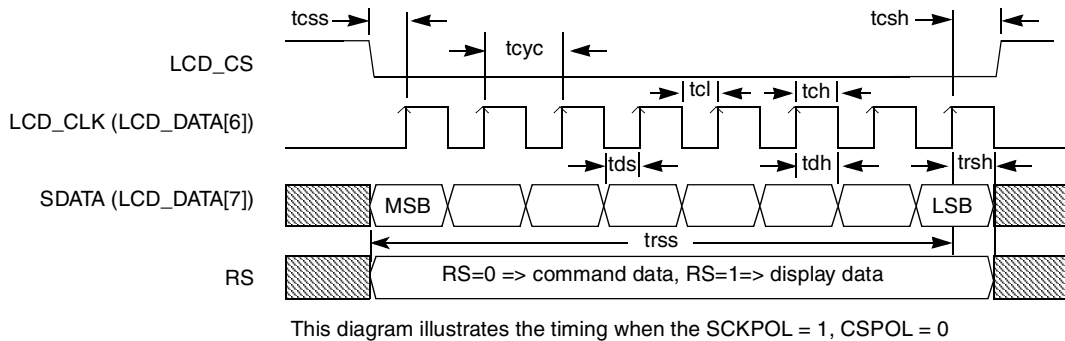 tcss
tcsh
LCD_CS
tcyc
tcl
tch
LCD_CLK (LCD_DATA[6])
tds
tdh
trsh
SDATA (LCD_DATA[7])
MSB
LSB
trss
RS
RS=0 => command data, RS=1=> display data
This diagram illustrates the timing when the SCKPOL = 1, CSPOL = 0